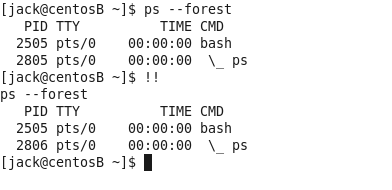 [jack@centosB ~]$ ps --forest
  PID TTY          TIME CMD
 2505 pts/0    00:00:00 bash
 2805 pts/0    00:00:00  \_ ps
[jack@centosB ~]$ !!
ps --forest
  PID TTY          TIME CMD
 2505 pts/0    00:00:00 bash
 2806 pts/0    00:00:00  \_ ps
[jack@centosB ~]$